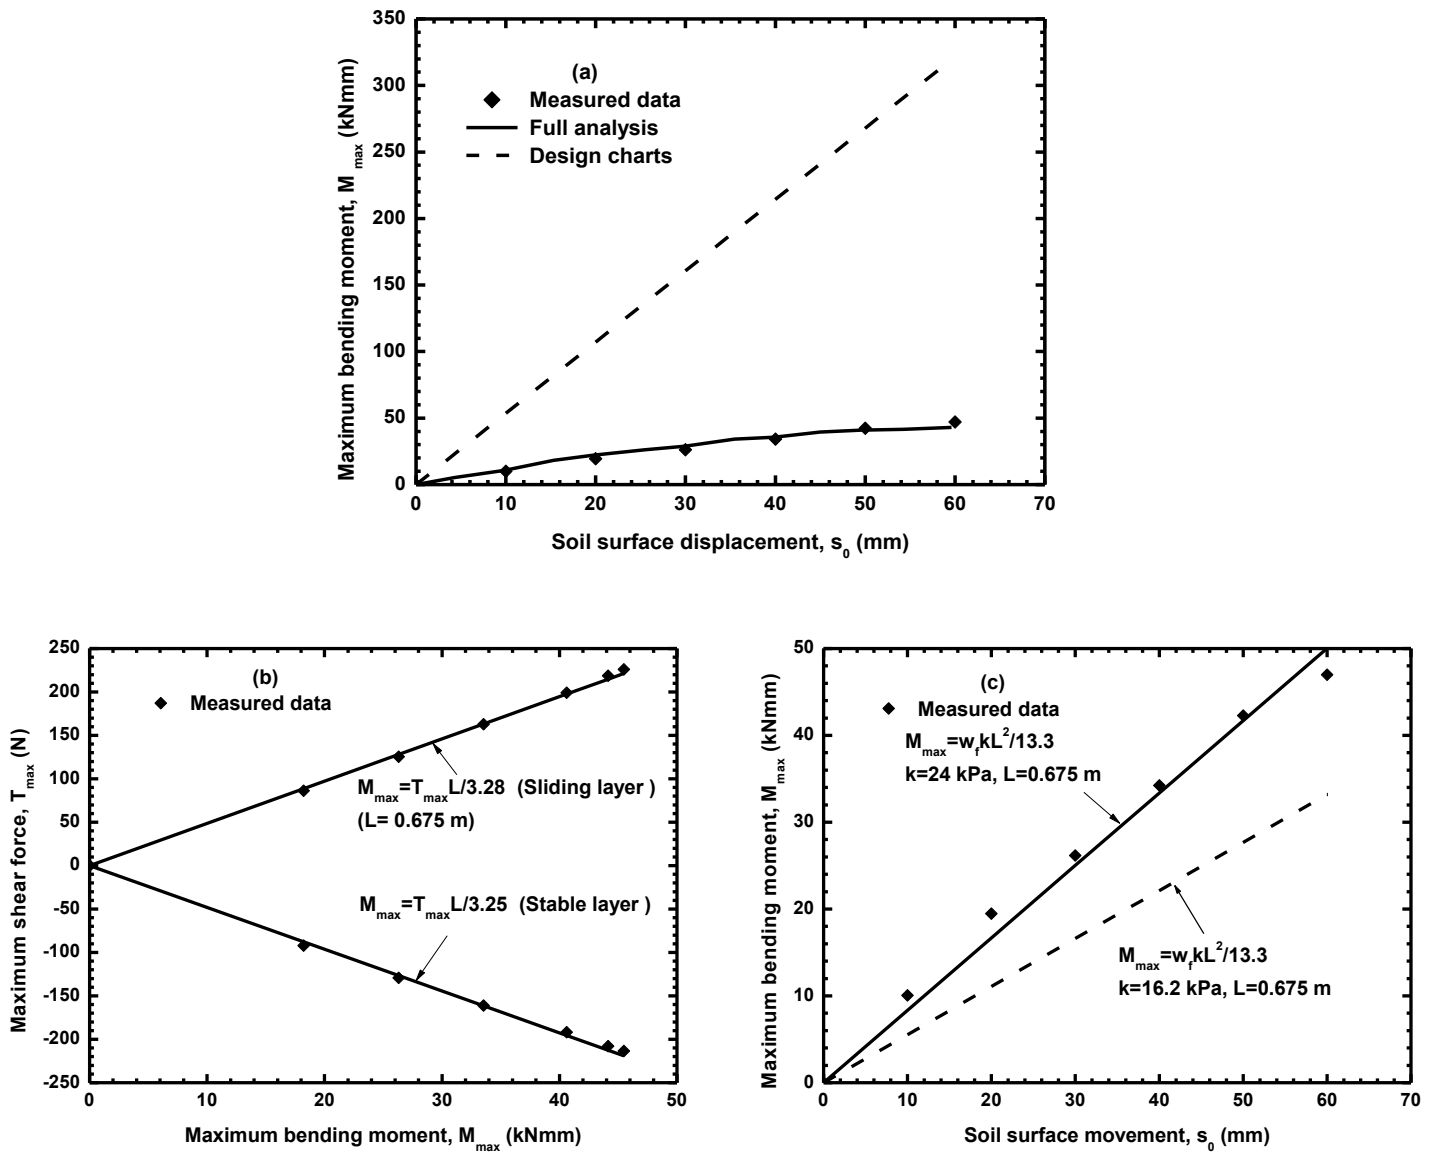 (a)
Measured data
Full analysis
Design charts
350
300
250
200
150
100
50
0
0 10 20 30 40 50 60 70
Maximum bending moment, Mmax (kNmm)
Soil surface displacement, s0 (mm)
(b)
Measured data
Mmax=TmaxL/3.28 (Sliding layer )
(L= 0.675 m)
Mmax=TmaxL/3.25 (Stable layer )
250
200
150
100
50
0
-50
-100
-150
-200
-250
0 10 20 30 40 50
Maximum shear force, Tmax (N)
Maximum bending moment, Mmax (kNmm)
(c)
Measured data
Mmax=wfkL2/13.3
k=24 kPa, L=0.675 m
Mmax=wfkL2/13.3
k=16.2 kPa, L=0.675 m
50
40
30
20
10
0
0 10 20 30 40 50 60 70
Maximum bending moment, Mmax (kNmm)
Soil surface movement, s0 (mm)